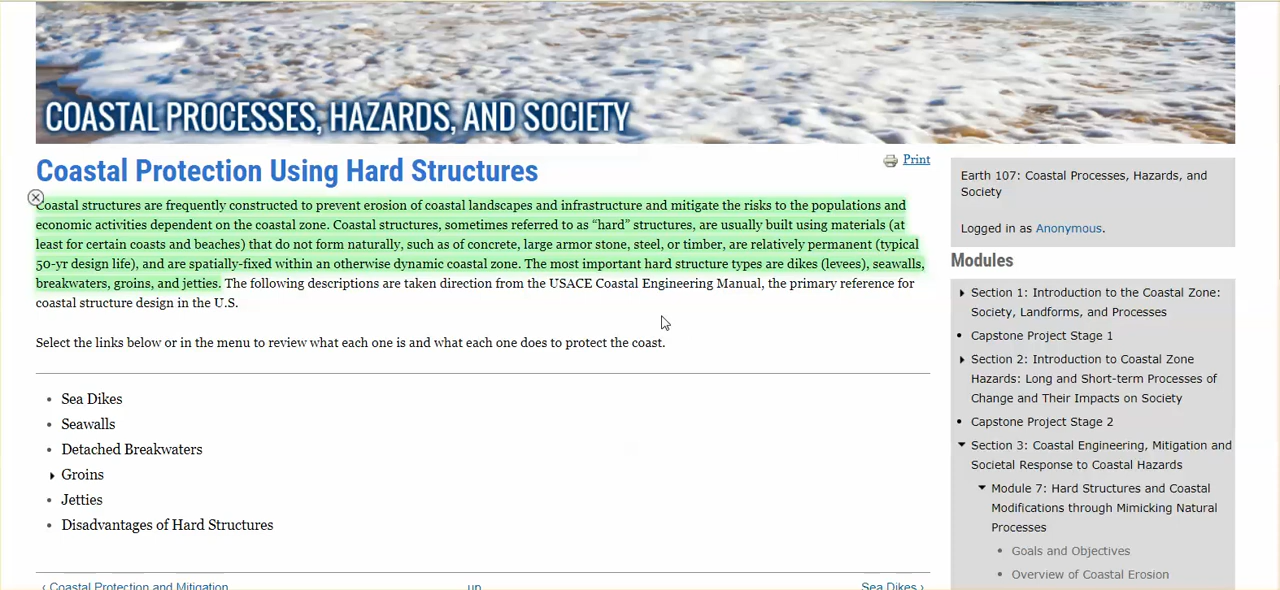 COASTAL PROCESSES, HAZARDS, AND SOCIETY
Coastal Protection Using Hard Structures
Print
Coastal structures are frequently constructed to prevent erosion of coastal landscapes and infrastructure and mitigate the risks to the populations and
economic activities dependent on the coastal zone. Coastal structures, sometimes referred to as “hard” structures, are usually built using materials (at
least for certain coasts and beaches) that do not form naturally, such as of concrete, large armor stone, steel, or timber, are relatively permanent (typical
50-yr design life), and are spatially-fixed within an otherwise dynamic coastal zone. The most important hard structure types are dikes (levees), seawalls,
breakwaters, groins, and jetties. The following descriptions are taken direction from the USACE Coastal Engineering Manual, the primary reference for
coastal structure design in the U.S.
Select the links below or in the menu to review what each one is and what each one does to protect the coast.
• Sea Dikes
• Seawalls
• Detached Breakwaters
Groins
• Jetties
• Disadvantages of Hard Structures
‹ Coastal Protection and Mitigation
up
Sea Dikes ›
Earth 107: Coastal Processes, Hazards, and
Society
Logged in as Anonymous.
Modules
Section 1: Introduction to the Coastal Zone:
Society, Landforms, and Processes
• Capstone Project Stage 1
Section 2: Introduction to Coastal Zone
Hazards: Long and Short-term Processes of
Change and Their Impacts on Society
• Capstone Project Stage 2
Section 3: Coastal Engineering, Mitigation and
Societal Response to Coastal Hazards
Module 7: Hard Structures and Coastal
Modifications through Mimicking Natural
Processes
• Goals and Objectives
• Overview of Coastal Erosion